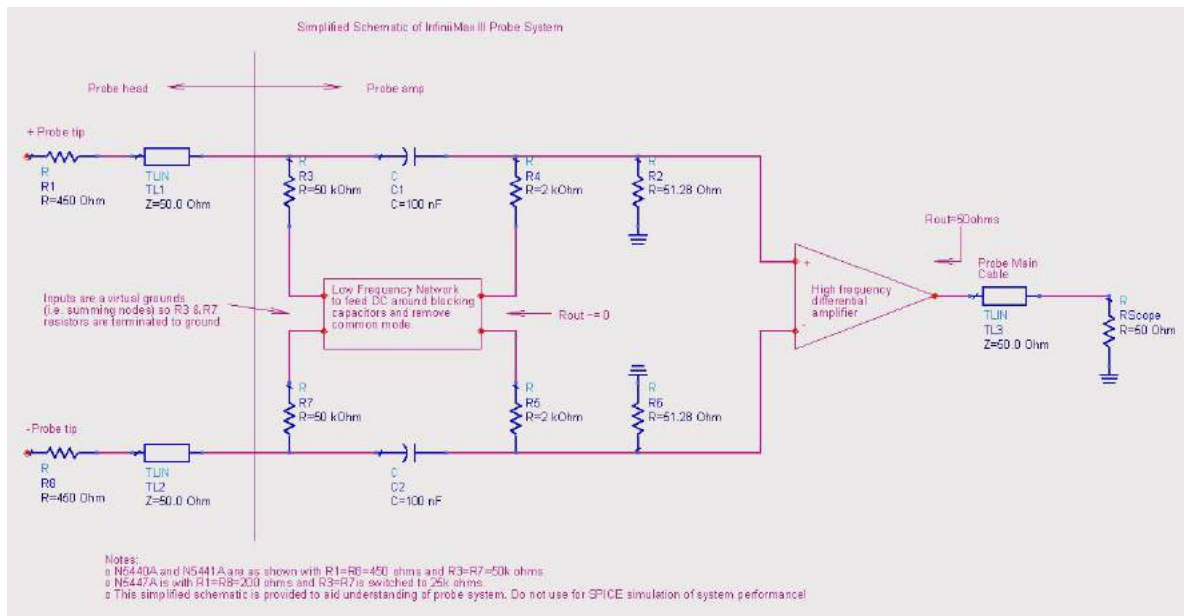 Simplified Schematic of InfiniiMax III Probe System
Probe head
Probe amp
+ Probe tip
R
R1
R=450 Ohm
TLIN
TL1
Z=50.0 Ohm
R
R3
R=50 kOhm
C
C1
C=100 nF
R
R4
R=2 kOhm
R
R2
R=51.28 Ohm
Rout=50ohms
Inputs are a virtual grounds
(i.e. summing nodes) so R3 & R7
resistors are terminated to ground.
Low Frequency Network
to feed DC around blocking
capacitors and remove
common mode.
Rout ~= 0
+
-
High frequency
differential
amplifier
Probe Main
Cable
TLIN
TL3
Z=50.0 Ohm
R
RScope
R=50 Ohm
R
R7
R=50 kOhm
R
R5
R=2 kOhm
R
R6
R=51.28 Ohm
-Probe tip
R
R8
R=450 Ohm
TLIN
TL2
Z=50.0 Ohm
C
C2
C=100 nF
Notes:
o N5440A and N5441A are as shown with R1=R8=450 ohms and R3=R7=50k ohms
o N5447A is with R1=R8=200 ohms and R3=R7 is switched to 25k ohms.
o This simplified schematic is provided to aid understanding of probe system. Do not use for SPICE simulation of system performance!